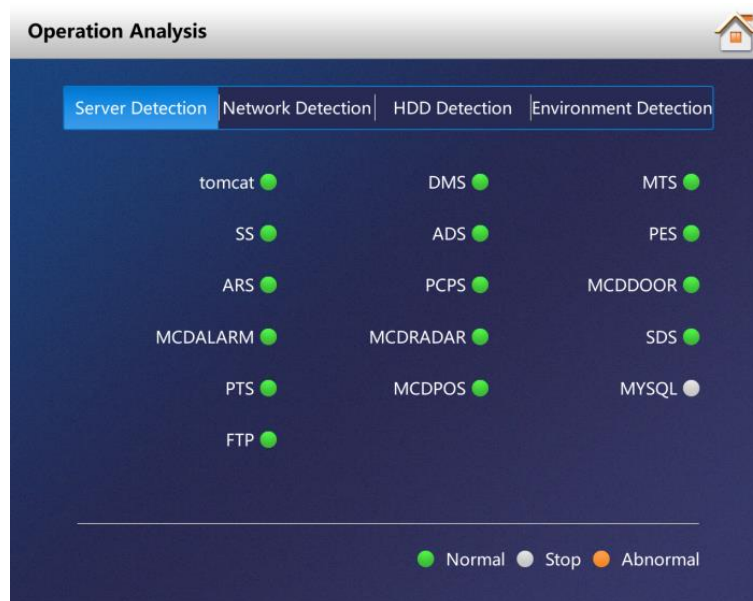 Operation Analysis
Server Detection Network Detection HDD Detection Environment Detection
tomcat DMS MTS
SS ADS PES
ARS PCPS MCDDOOR
MCDALARM MCDRADAR SDS
PTS MCDPOS MYSQL
FTP
Normal Stop Abnormal